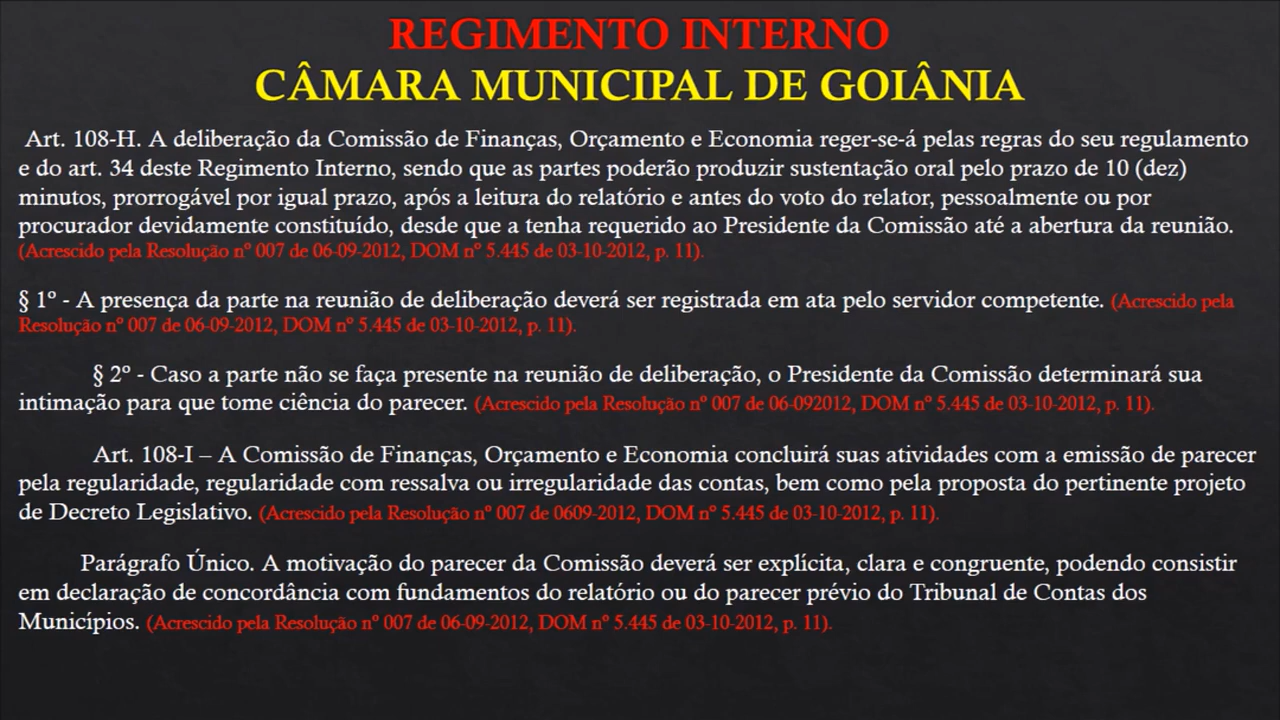 REGIMENTO INTERNO
CÂMARA MUNICIPAL DE GOIÂNIA
Art. 108-H. A deliberação da Comissão de Finanças, Orçamento e Economia reger-se-á pelas regras do seu regulamento
e do art. 34 deste Regimento Interno, sendo que as partes poderão produzir sustentação oral pelo prazo de 10 (dez)
minutos, prorrogável por igual prazo, após a leitura do relatório e antes do voto do relator, pessoalmente ou por
procurador devidamente constituído, desde que a tenha requerido ao Presidente da Comissão até a abertura da reunião.
(Acrescido pela Resolução nº 007 de 06-09-2012, DOM nº 5.445 de 03-10-2012, p. 11).
§ 1º - A presença da parte na reunião de deliberação deverá ser registrada em ata pelo servidor competente. (Acrescido pela
Resolução nº 007 de 06-09-2012, DOM nº 5.445 de 03-10-2012, p. 11).
§ 2º - Caso a parte não se faça presente na reunião de deliberação, o Presidente da Comissão determinará sua
intimação para que tome ciência do parecer. (Acrescido pela Resolução nº 007 de 06-092012, DOM nº 5.445 de 03-10-2012, p. 11).
Art. 108-I – A Comissão de Finanças, Orçamento e Economia concluirá suas atividades com a emissão de parecer
pela regularidade, regularidade com ressalva ou irregularidade das contas, bem como pela proposta do pertinente projeto
de Decreto Legislativo. (Acrescido pela Resolução nº 007 de 0609-2012, DOM nº 5.445 de 03-10-2012, p. 11).
Parágrafo Único. A motivação do parecer da Comissão deverá ser explícita, clara e congruente, podendo consistir
em declaração de concordância com fundamentos do relatório ou do parecer prévio do Tribunal de Contas dos
Municípios. (Acrescido pela Resolução nº 007 de 06-09-2012, DOM nº 5.445 de 03-10-2012, p. 11).